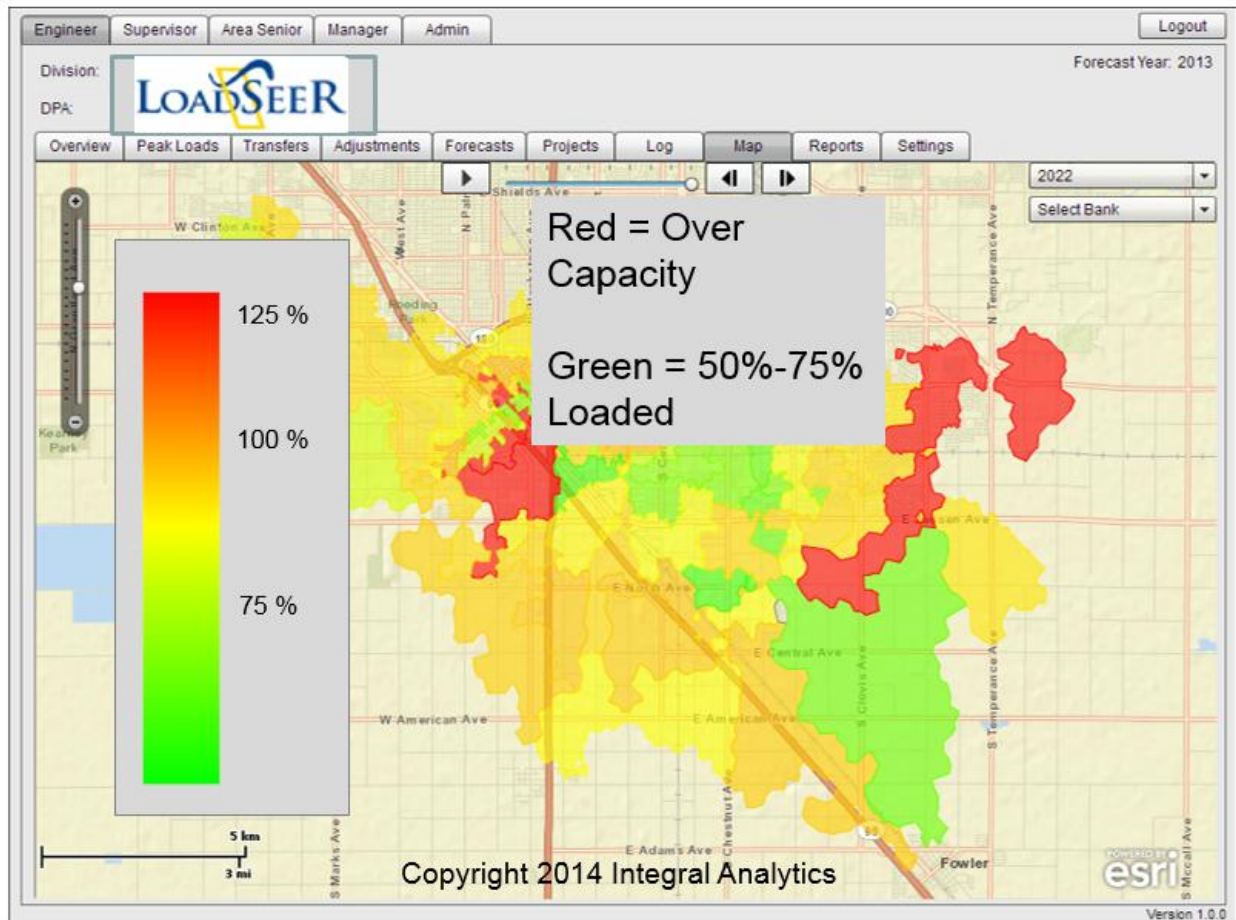 Engineer Supervisor Area Senior Manager Admin Logout
Division: Forecast Year: 2013
LOADSEER
DPA:
Overview Peak Loads Transfers Adjustments Forecasts Projects Log Map Reports Settings
2022
Select Bank
E Shields Ave
W Clinton Ave
West Ave
N Temperance Ave
Red = Over
Capacity
Green = 50%-75%
Loaded
125 %
100 %
75 %
Kearney
Park
E North Ave
E Central Ave
S Clovis Ave
S Temperance Ave
W American Ave
E American Ave
S Chestnut Ave
E Adams Ave
S Marks Ave
S Mccall Ave
Fowler
5 km
3 mi
Copyright 2014 Integral Analytics
POWERED BY
esri
Version 1.0.0